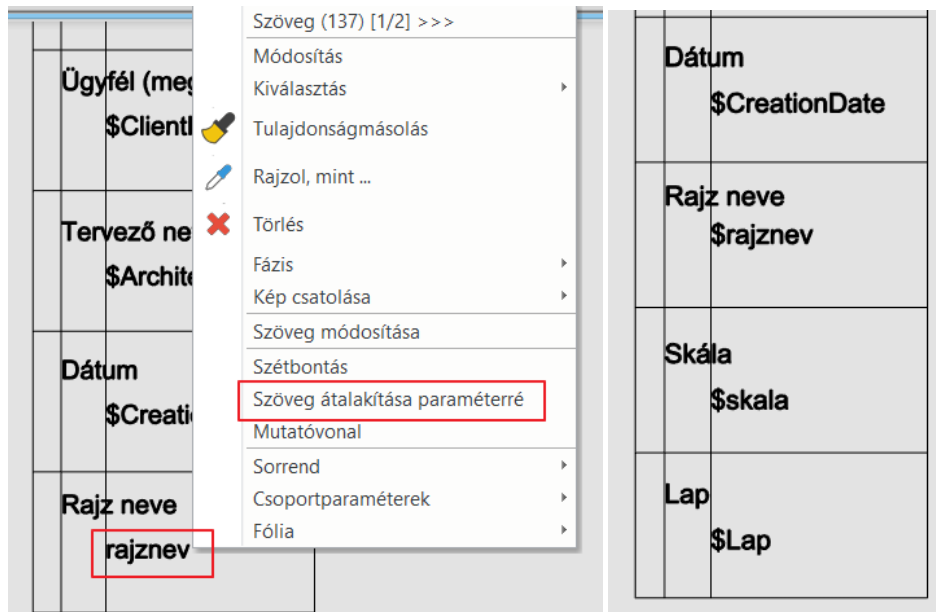 Ügyfél (meg
$Clientl
Tervező ne
$Archite
Dátum
$Creati
Rajz neve
rajznev
Szöveg (137) [1/2] >>>
Módosítás
Kiválasztás
Tulajdonságmásolás
Rajzol, mint ...
Törlés
Fázis
Kép csatolása
Szöveg módosítása
Szétbontás
Szöveg átalakítása paraméterré
Mutatóvonal
Sorrend
Csoportparaméterek
Fólia
Dátum
$CreationDate
Rajz neve
$rajznev
Skála
$skala
Lap
$Lap